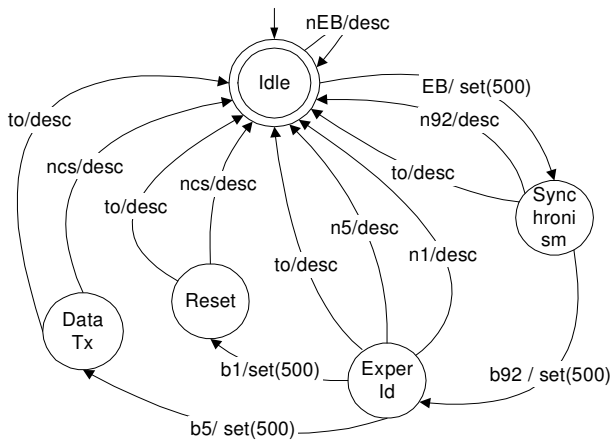 nEB/desc
Idle
EB/ set(500)
to/desc
n92/desc
ncs/desc
to/desc
ncs/desc
Sync
hroni
sm
to/desc
n5/desc
n1/desc
to/desc
Reset
Data
Tx
b1/set(500)
Exper
Id
b92 / set(500)
b5/ set(500)